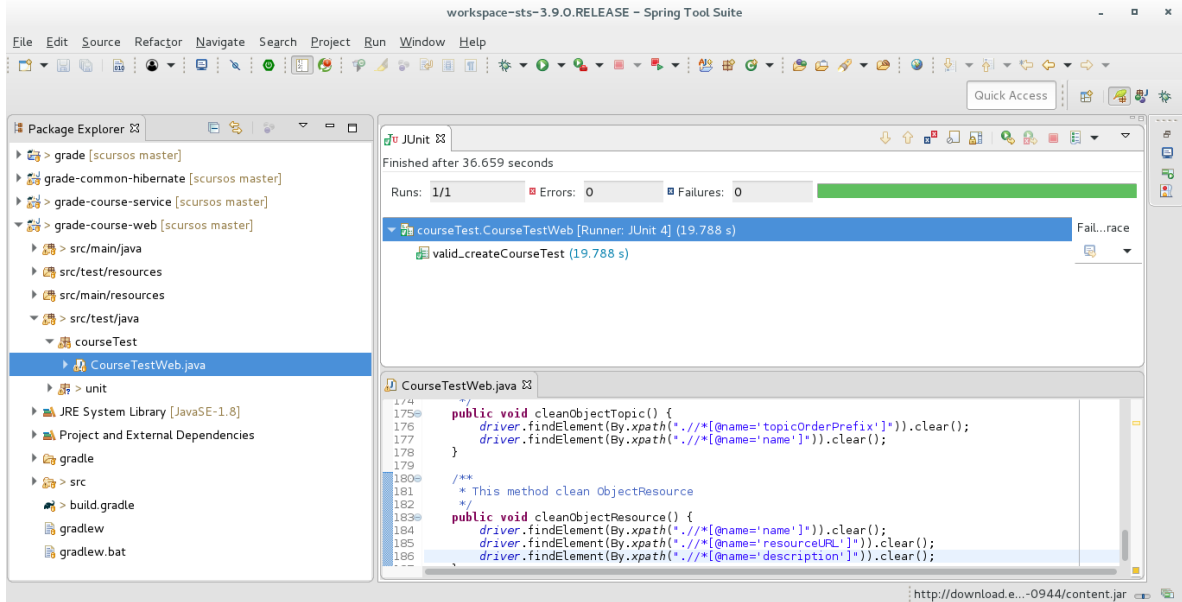 workspace-sts-3.9.0.RELEASE – Spring Tool Suite
File Edit Source Refactor Navigate Search Project Run Window Help
Quick Access
Package Explorer
> grade [scursos master]
grade-common-hibernate [scursos master]
> grade-course-service [scursos master]
> grade-course-web [scursos master]
> src/main/java
src/test/resources
src/main/resources
> src/test/java
courseTest
CourseTestWeb.java
> unit
JRE System Library [JavaSE-1.8]
Project and External Dependencies
gradle
> src
> build.gradle
gradlew
gradlew.bat
JUnit
Finished after 36.659 seconds
Runs: 1/1 Errors: 0 Failures: 0
courseTest.CourseTestWeb [Runner: JUnit 4] (19.788 s)
valid_createCourseTest (19.788 s)
Fail...race
CourseTestWeb.java
174 */
175 public void cleanObjectTopic() {
176 driver.findElement(By.xpath(".//*[@name='topicOrderPrefix']")).clear();
177 driver.findElement(By.xpath(".//*[@name='name']")).clear();
178 }
179
180 /**
181 * This method clean ObjectResource
182 */
183 public void cleanObjectResource() {
184 driver.findElement(By.xpath(".//*[@name='name']")).clear();
185 driver.findElement(By.xpath(".//*[@name='resourceURL']")).clear();
186 driver.findElement(By.xpath(".//*[@name='description']")).clear();
http://download.e...-0944/content.jar